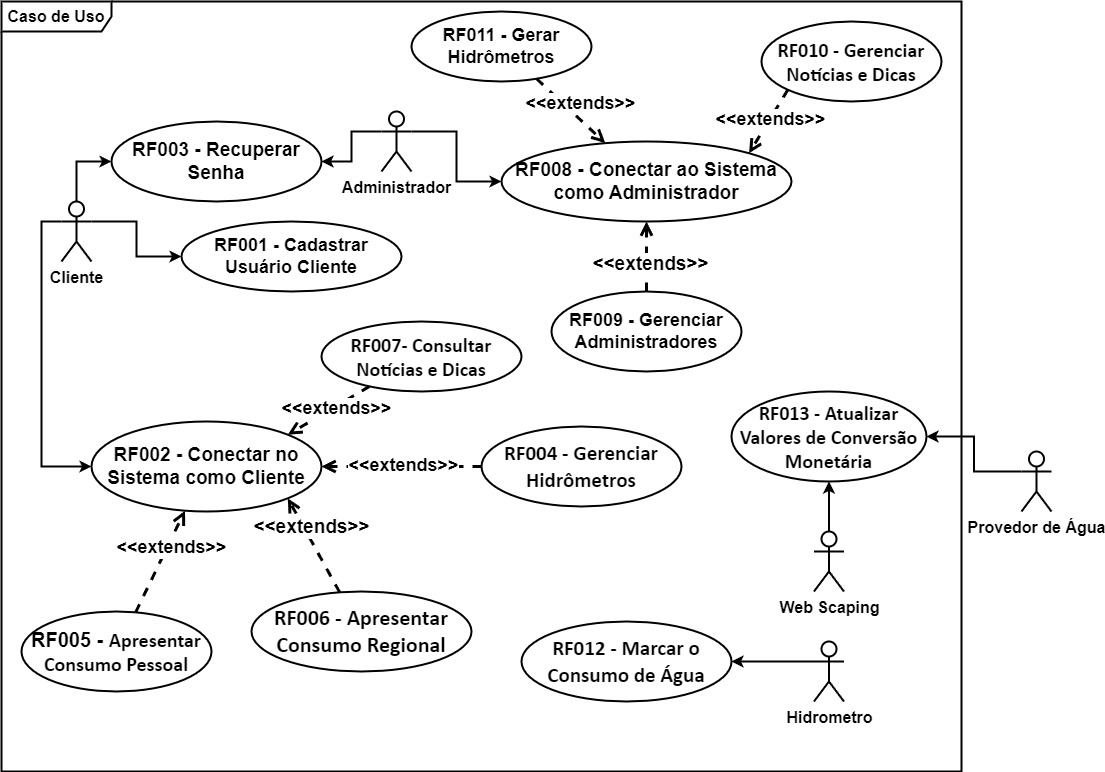 Caso de Uso
RF011 - Gerar
Hidrômetros
RF010 - Gerenciar
Notícias e Dicas
<<extends>>
<<extends>>
RF003 - Recuperar
Senha
Administrador
RF008 - Conectar ao Sistema
como Administrador
Cliente
RF001 - Cadastrar
Usuário Cliente
<<extends>>
RF009 - Gerenciar
Administradores
RF007- Consultar
Notícias e Dicas
<<extends>>
RF002 - Conectar no
Sistema como Cliente
<<extends>>
RF004 - Gerenciar
Hidrômetros
RF013 - Atualizar
Valores de Conversão
Monetária
Provedor de Água
<<extends>>
<<extends>>
Web Scaping
RF005 - Apresentar
Consumo Pessoal
RF006 - Apresentar
Consumo Regional
RF012 - Marcar o
Consumo de Água
Hidrometro